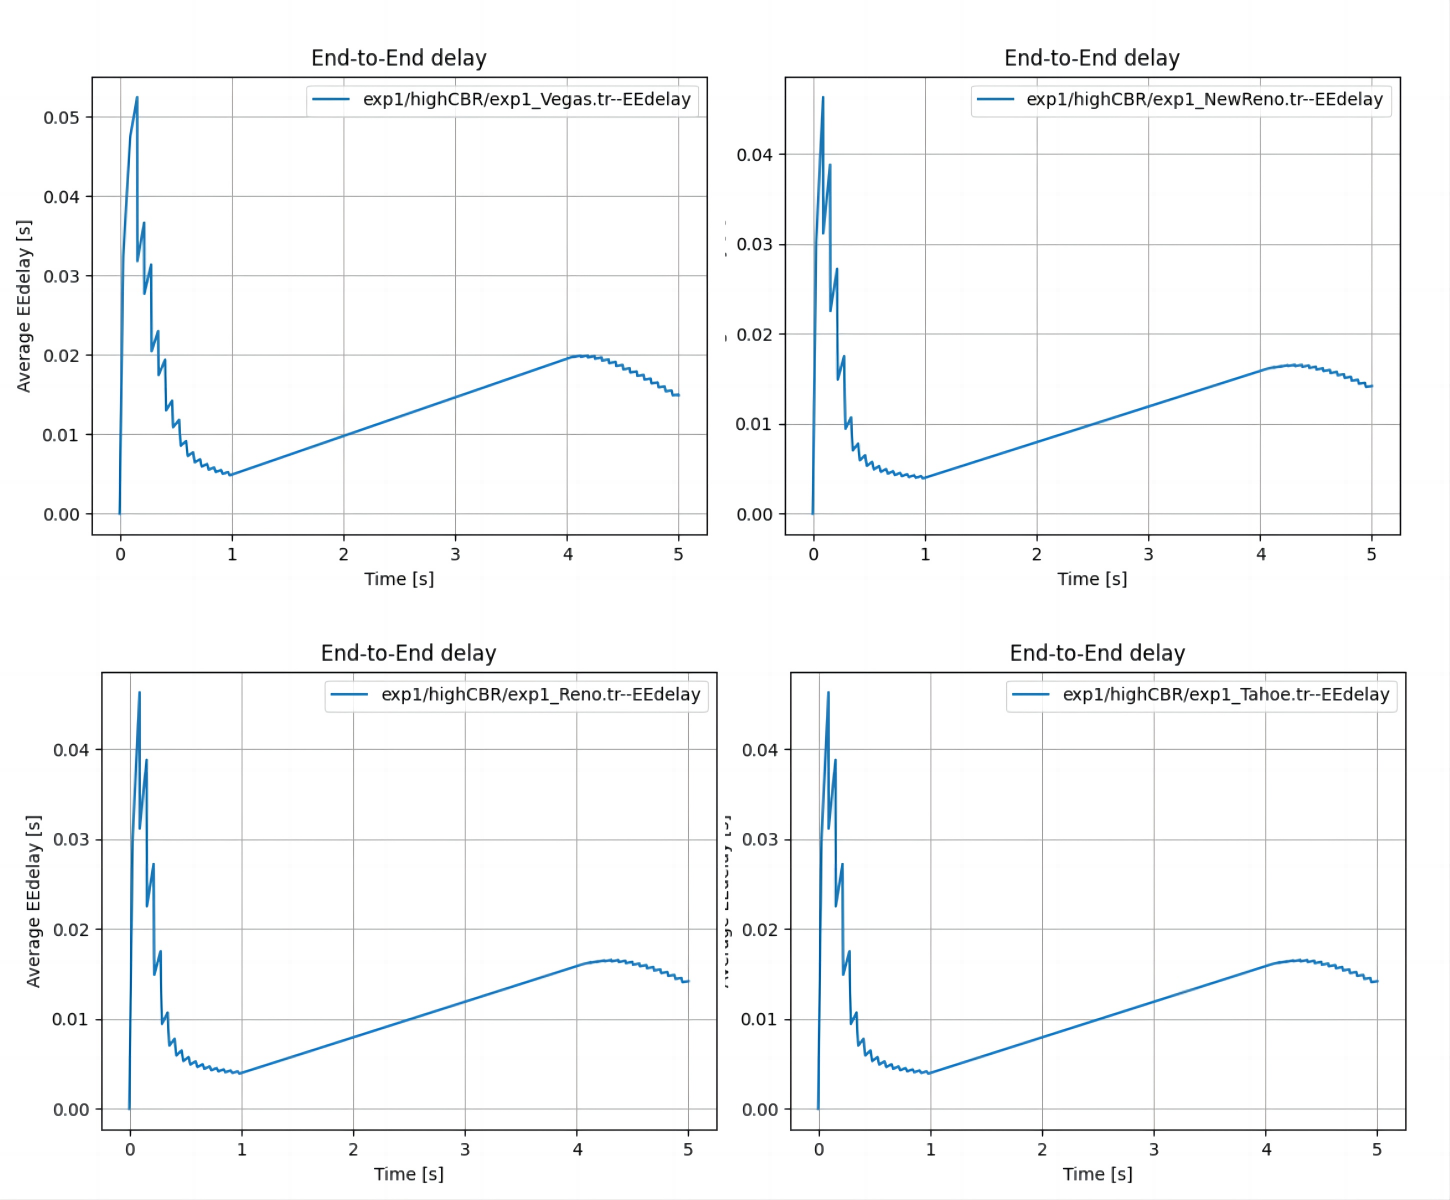 End-to-End delay
exp1/highCBR/exp1_Vegas.tr--EEdelay
Average EEdelay [s]
0.05
0.04
0.03
0.02
0.01
0.00
0 1 2 3 4 5
Time [s]
End-to-End delay
exp1/highCBR/exp1_NewReno.tr--EEdelay
0.04
0.03
0.02
0.01
0.00
0 1 2 3 4 5
Time [s]
End-to-End delay
exp1/highCBR/exp1_Reno.tr--EEdelay
Average EEdelay [s]
0.04
0.03
0.02
0.01
0.00
0 1 2 3 4 5
Time [s]
End-to-End delay
exp1/highCBR/exp1_Tahoe.tr--EEdelay
Average EEdelay [s]
0.04
0.03
0.02
0.01
0.00
0 1 2 3 4 5
Time [s]